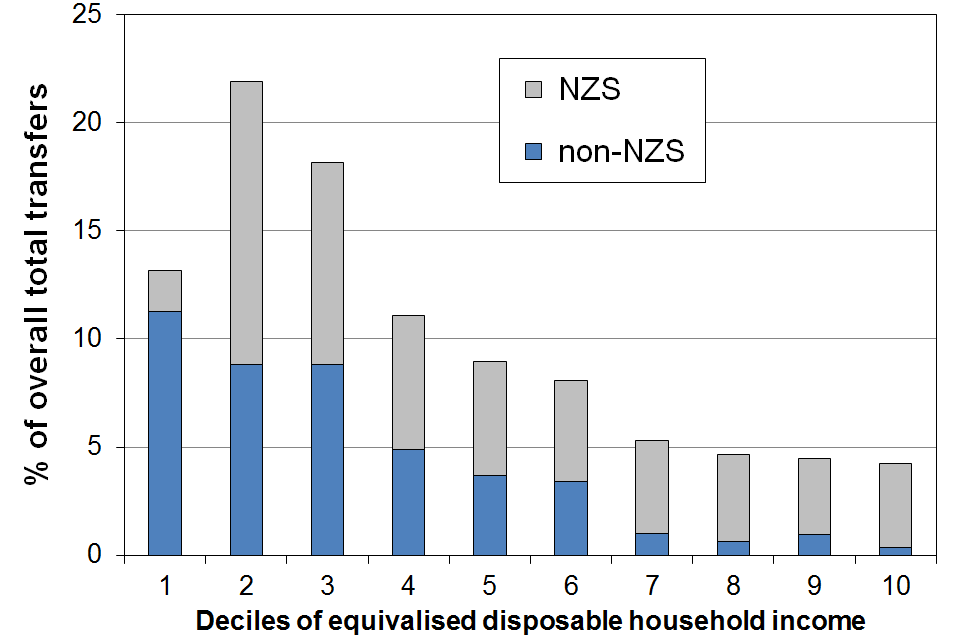 % of overall total transfers
25
20
15
10
5
0
NZS
non-NZS
1 2 3 4 5 6 7 8 9 10
Deciles of equivalised disposable household income